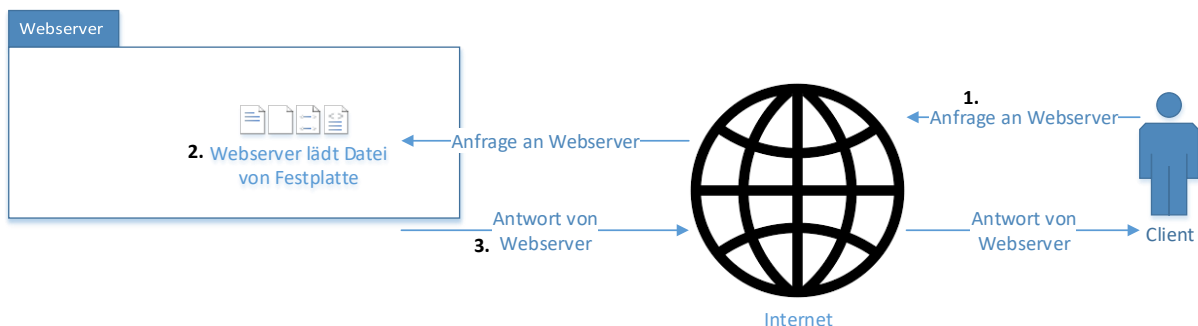 Webserver
1.
Anfrage an Webserver
Anfrage an Webserver
2. Webserver lädt Datei
von Festplatte
Antwort von
3. Webserver
Antwort von
Webserver
Client
Internet